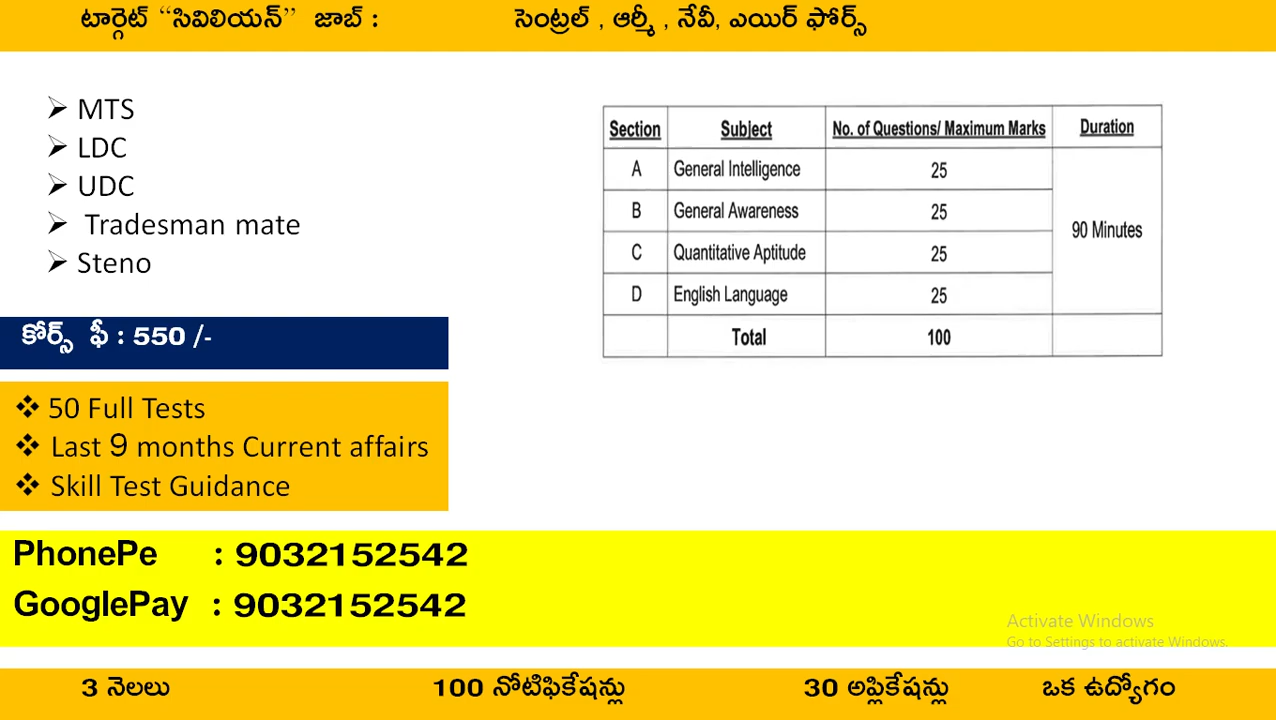 టార్గెట్ “సివిలియన్” జాబ్ : సెంట్రల్ , ఆర్మీ , నేవీ, ఎయిర్ ఫోర్స్
➢ MTS
➢ LDC
➢ UDC
➢ Tradesman mate
➢ Steno
Section Subject No. of Questions/ Maximum Marks Duration
A General Intelligence 25
B General Awareness 25
90 Minutes
C Quantitative Aptitude 25
D English Language 25
Total 100
కోర్స్ ఫీ : 550 /-
❖ 50 Full Tests
❖ Last 9 months Current affairs
❖ Skill Test Guidance
PhonePe : 9032152542
GooglePay : 9032152542
Activate Windows
Go to Settings to activate Windows.
3 నెలలు 100 నోటిఫికేషన్లు 30 అప్లికేషన్లు ఒక ఉద్యోగం